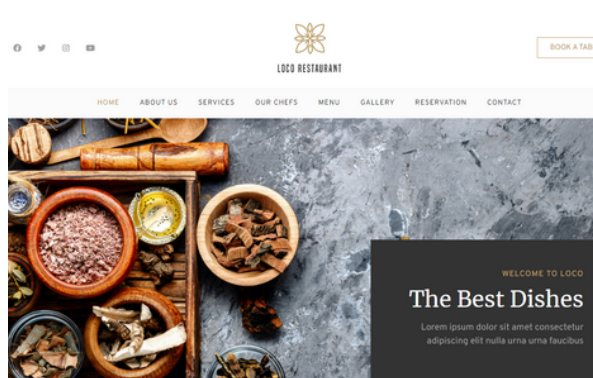 LOCO RESTAURANT
BOOK A TAB
HOME ABOUT US SERVICES OUR CHEFS MENU GALLERY RESERVATION CONTACT
WELCOME TO LOCO
The Best Dishes
Lorem ipsum dolor sit amet consectetur
adipiscing elit nulla urna urna faucibus